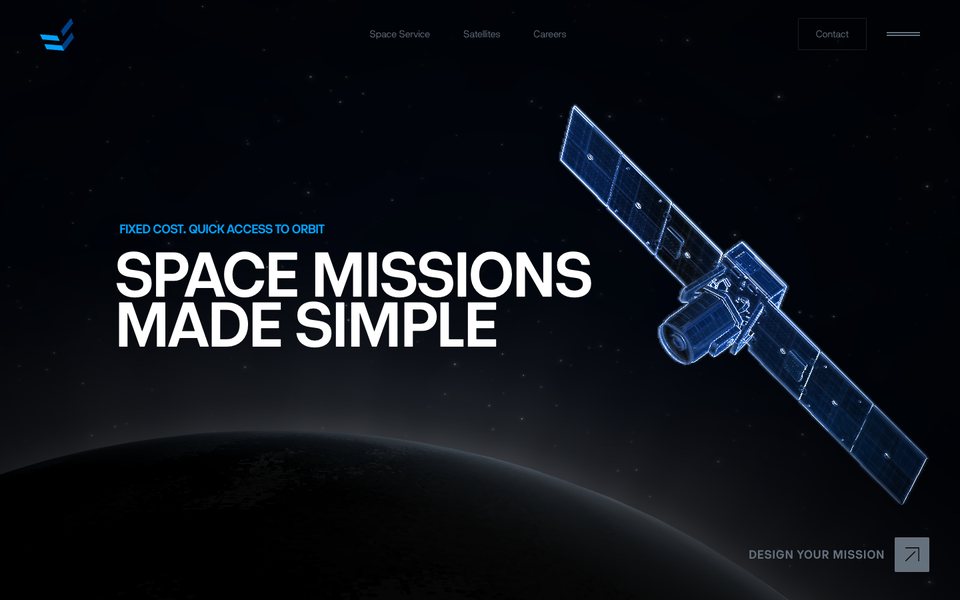 Space Service
Satellites
Careers
Contact
FIXED COST. QUICK ACCESS TO ORBIT
SPACE MISSIONS
MADE SIMPLE
DESIGN YOUR MISSION